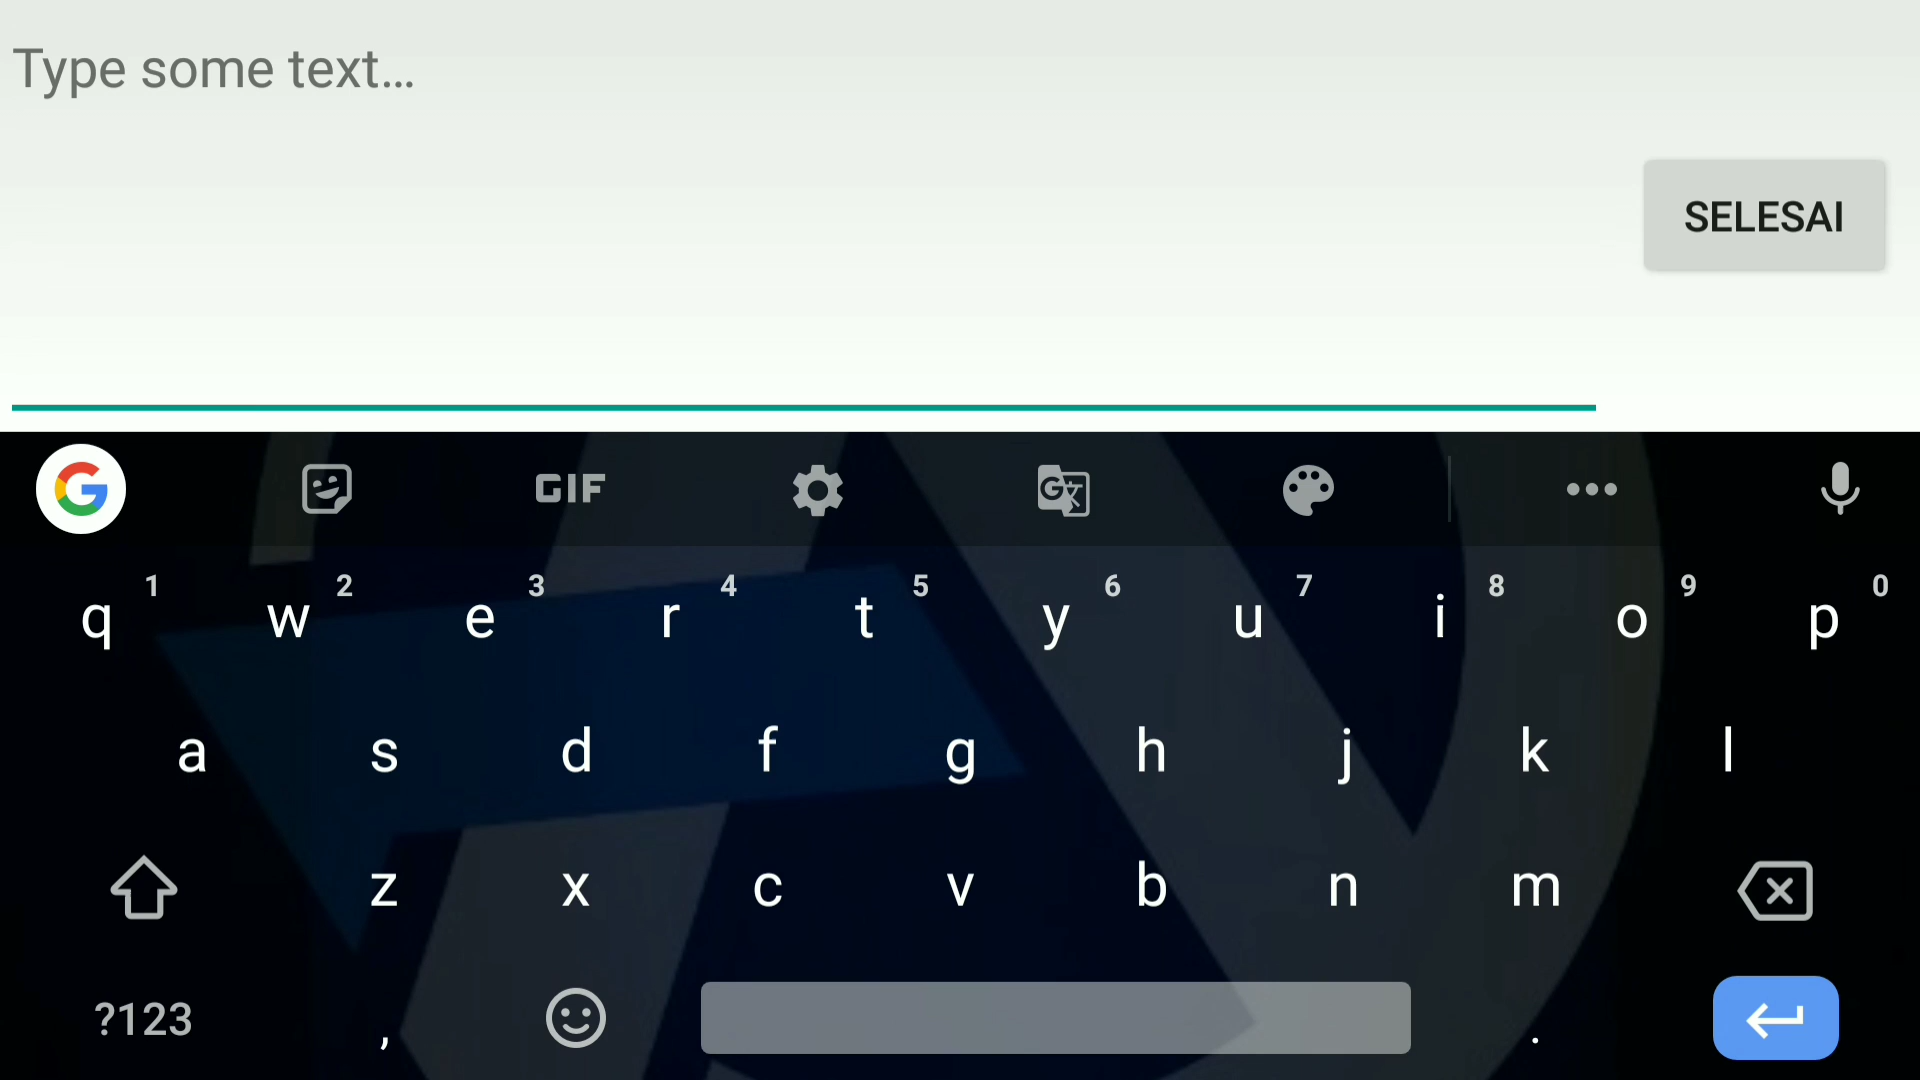 Type some text...
SELESAI
GIF
1 2 3 4 5 6 7 8 9 0
q w e r t y u i o p
a s d f g h j k l
z x c v b n m
?123 , .